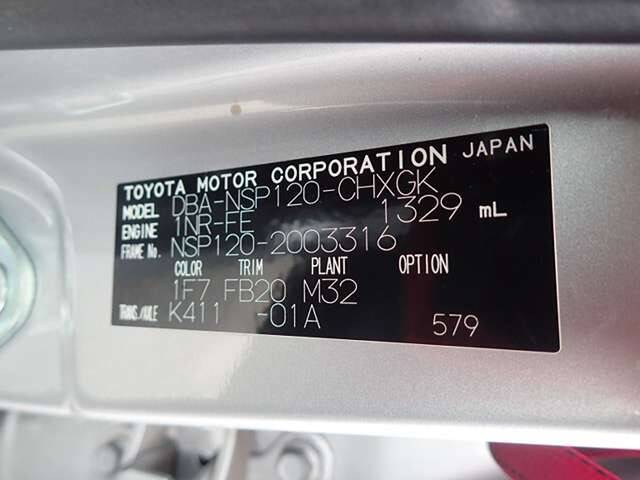 TOYOTA MOTOR CORPORATION JAPAN
MODEL DBA-NSP120-CHXGK
ENGINE 1NR-FE 1329 mL
FRAME No. NSP120-2003316
COLOR TRIM PLANT OPTION
1F7 FB20 M32
TRANS/AXLE K411 -01A 579